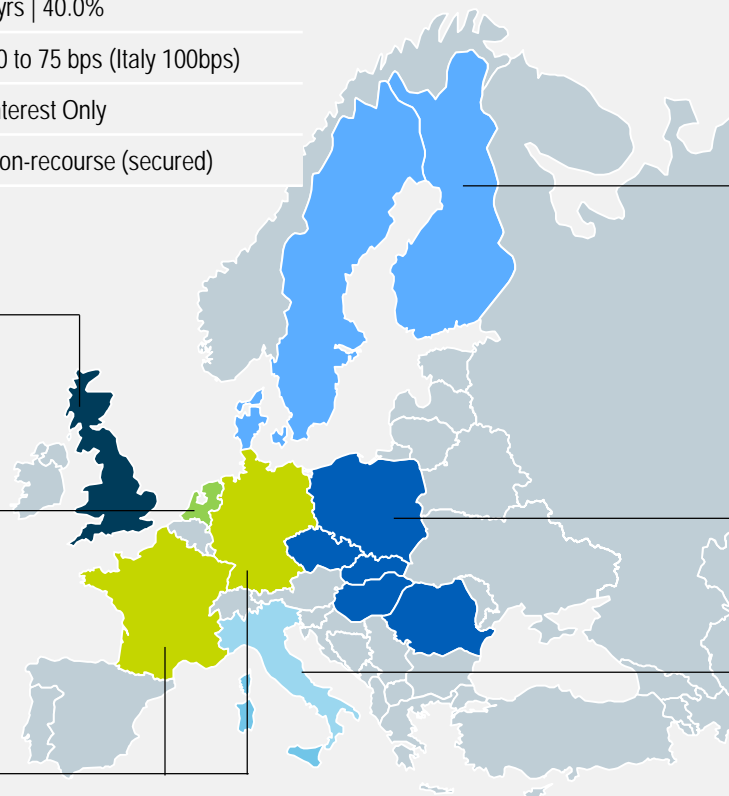 yrs | 40.0%
0 to 75 bps (Italy 100bps)
terest Only
on-recourse (secured)